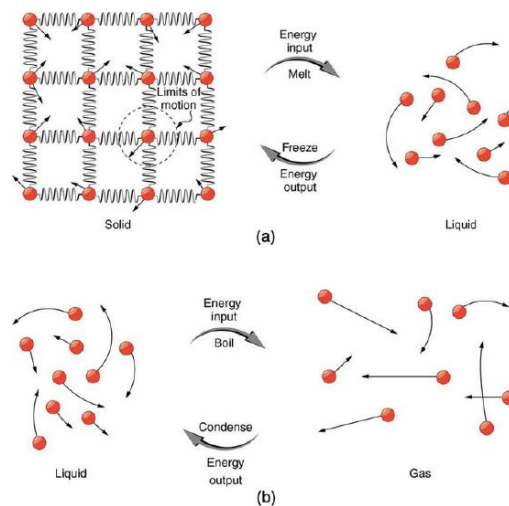 Energy
input
Melt
Limits of
motion
Freeze
Energy
output
Solid
Liquid
(a)
Energy
input
Boil
Condense
Energy
output
Liquid
Gas
(b)